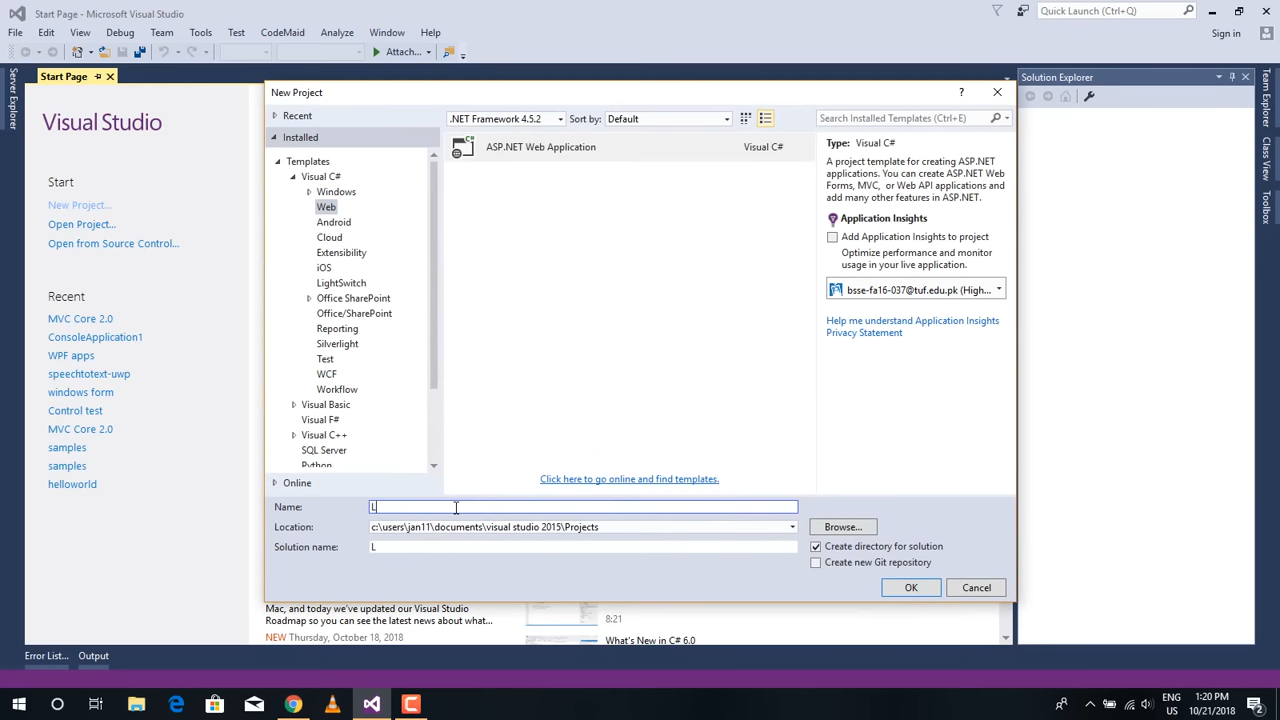 Start Page - Microsoft Visual Studio
Quick Launch (Ctrl+Q)
File Edit View Debug Team Tools Test CodeMaid Analyze Window Help
Sign in
Attach...
Server Explorer
Start Page
Visual Studio
Start
New Project...
Open Project...
Open from Source Control...
Recent
MVC Core 2.0
ConsoleApplication1
WPF apps
speechtotext-uwp
windows form
Control test
MVC Core 2.0
samples
samples
helloworld
New Project
?
Recent
Installed
Templates
Visual C#
Windows
Web
Android
Cloud
Extensibility
iOS
LightSwitch
Office SharePoint
Office/SharePoint
Reporting
Silverlight
Test
WCF
Workflow
Visual Basic
Visual F#
Visual C++
SQL Server
Python
Online
.NET Framework 4.5.2 Sort by: Default
Search Installed Templates (Ctrl+E)
C#
ASP.NET Web Application Visual C#
Type: Visual C#
A project template for creating ASP.NET
applications. You can create ASP.NET Web
Forms, MVC, or Web API applications and
add many other features in ASP.NET.
Application Insights
Add Application Insights to project
Optimize performance and monitor
usage in your live application.
bsse-fa16-037@tuf.edu.pk (High...
Help me understand Application Insights
Privacy Statement
Click here to go online and find templates.
Name: L
Location: c:\users\jan11\documents\visual studio 2015\Projects
Browse...
Solution name: L
Create directory for solution
Create new Git repository
OK Cancel
Mac, and today we've updated our Visual Studio
Roadmap so you can see the latest news about what...
NEW Thursday, October 18, 2018
8:21
What's New in C# 6.0
Solution Explorer
Team Explorer
Class View
Toolbox
Error List... Output
ENG
US
1:20 PM
10/21/2018
2